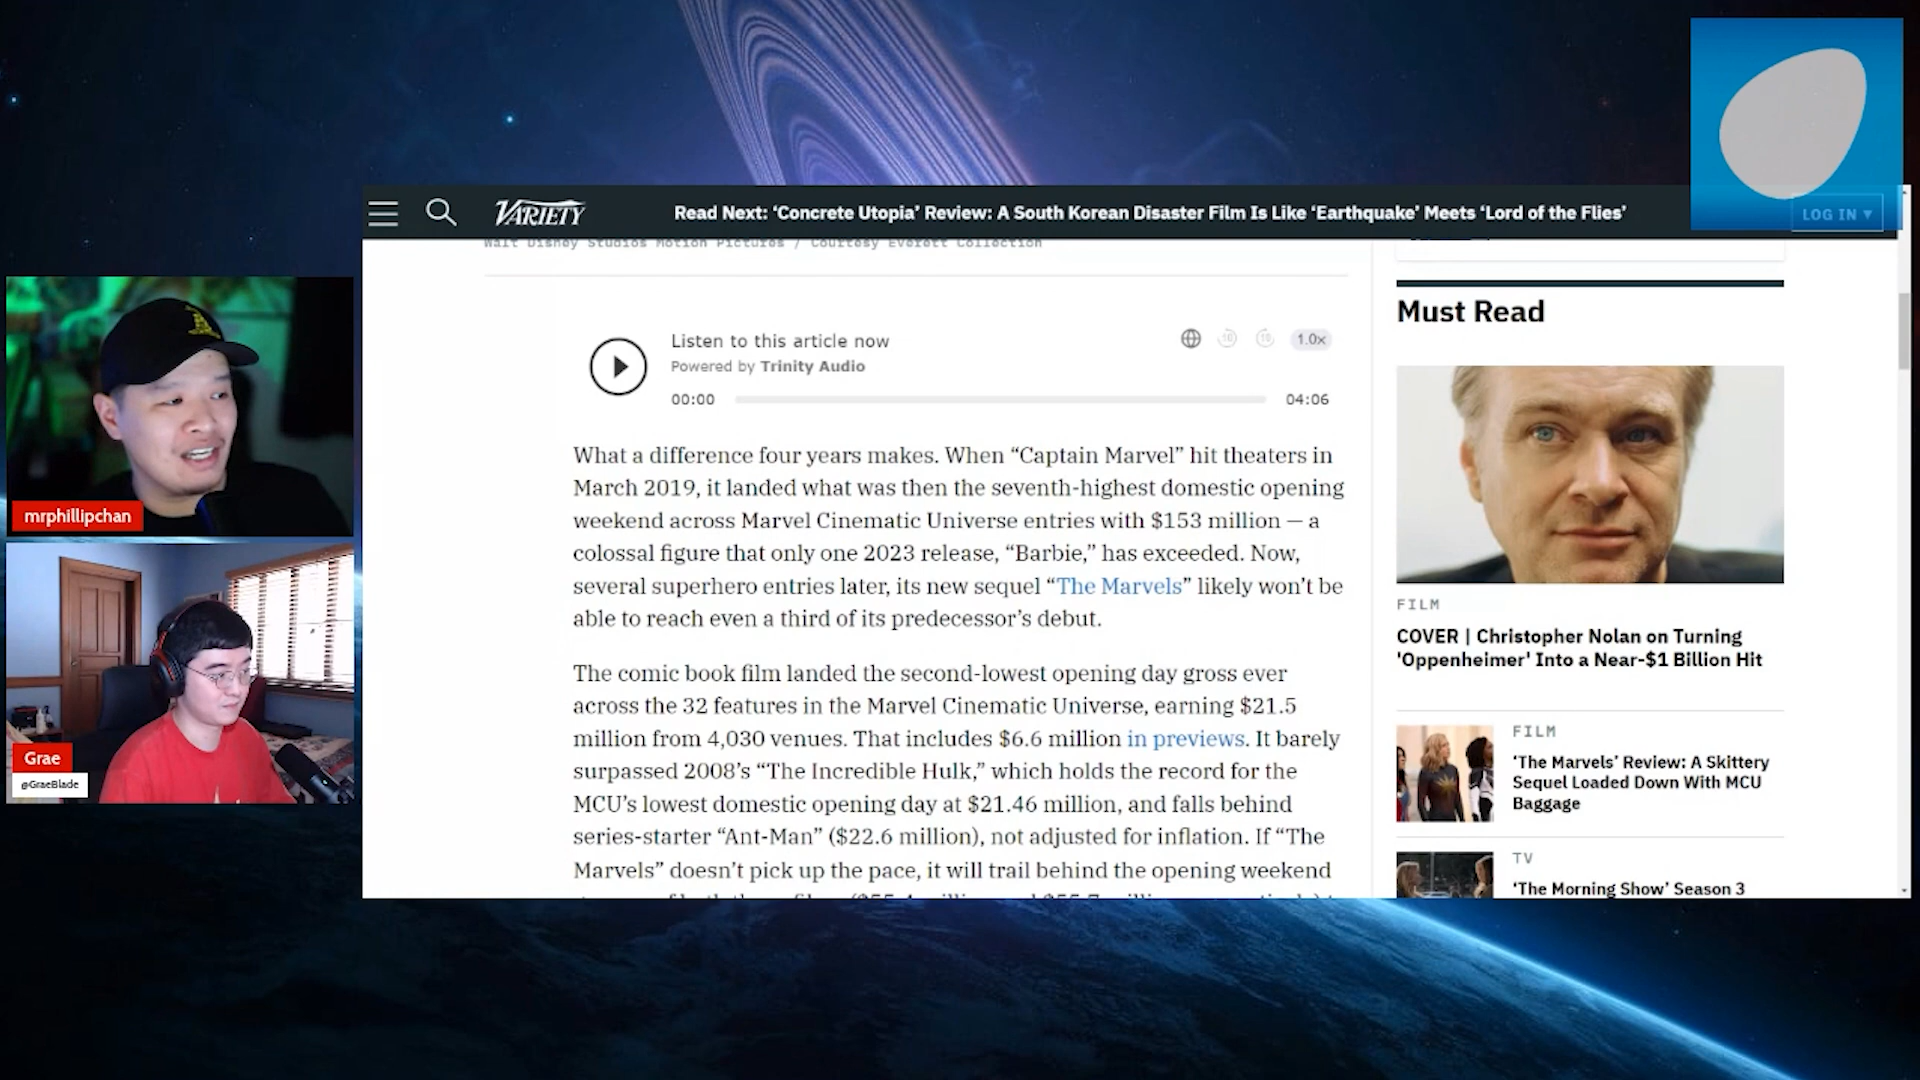 VARIETY
Read Next: ‘Concrete Utopia’ Review: A South Korean Disaster Film Is Like ‘Earthquake’ Meets ‘Lord of the Flies’
LOG IN ▾
Walt Disney Studios Motion Pictures / Courtesy Everett Collection
Listen to this article now
Powered by Trinity Audio
10
10
1.0x
00:00
04:06
What a difference four years makes. When “Captain Marvel” hit theaters in
March 2019, it landed what was then the seventh-highest domestic opening
weekend across Marvel Cinematic Universe entries with $153 million — a
colossal figure that only one 2023 release, “Barbie,” has exceeded. Now,
several superhero entries later, its new sequel “The Marvels” likely won’t be
able to reach even a third of its predecessor’s debut.
The comic book film landed the second-lowest opening day gross ever
across the 32 features in the Marvel Cinematic Universe, earning $21.5
million from 4,030 venues. That includes $6.6 million in previews. It barely
surpassed 2008’s “The Incredible Hulk,” which holds the record for the
MCU’s lowest domestic opening day at $21.46 million, and falls behind
series-starter “Ant-Man” ($22.6 million), not adjusted for inflation. If “The
Marvels” doesn’t pick up the pace, it will trail behind the opening weekend
Must Read
FILM
COVER | Christopher Nolan on Turning
'Oppenheimer' Into a Near-$1 Billion Hit
FILM
‘The Marvels’ Review: A Skittery
Sequel Loaded Down With MCU
Baggage
TV
‘The Morning Show’ Season 3
mrphillipchan
Grae
@GraeBlade